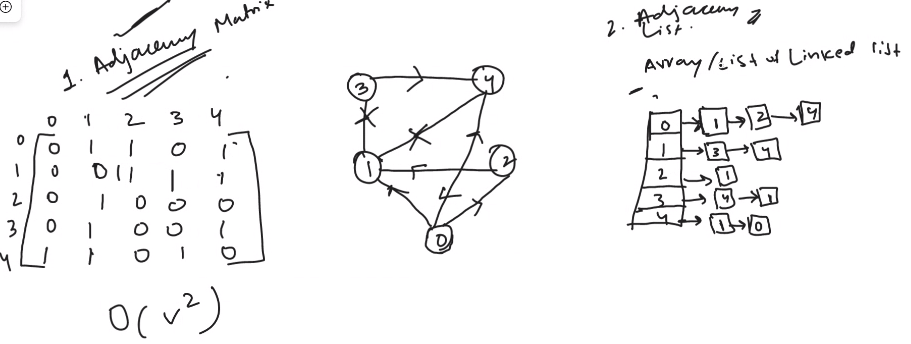 1. Adjacency Matrix
0 1 2 3 4
0 0 1 1 0 1
1 0 0 1 1
2 0 1 0 0 0
3 0 1 0 0 1
4 1 1 0 1 0
O(v²)
3 4
1 2
0
2. Adjacency List.
Array/List of Linked list
0 1 2 4
1 3 4
2 1
3 4 1
4 1 0